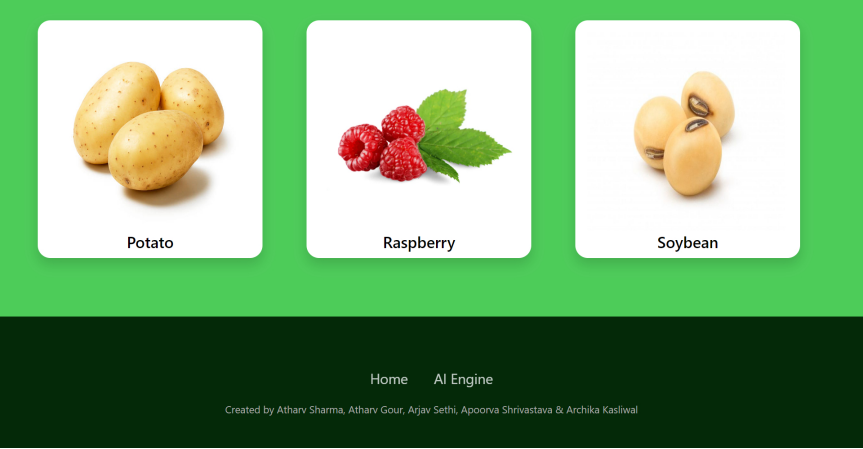 Potato
Raspberry
Soybean
Home AI Engine
Created by Atharv Sharma, Atharv Gour, Arjav Sethi, Apoorva Shrivastava & Archika Kasliwal